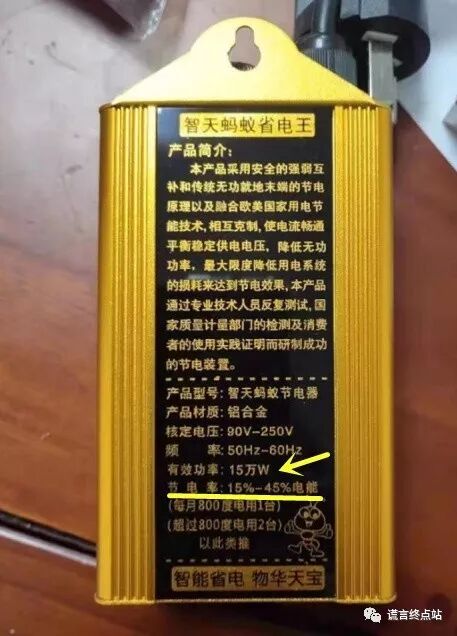 智天蚂蚁省电王
产品简介：
本产品采用安全的强弱互
补和传统无功就地末端的节电
原理以及融合欧美国家用电节
能技术，相互克制，使电流畅通
平衡稳定供电电压，降低无功
功率，最大限度降低用电系统
的损耗来达到节电效果，本产品
通过专业技术人员反复测试，国
家质量计量部门的检测及消费
者的使用实践证明而研制成功
的节电装置。
产品型号：智天蚂蚁节电器
产品材质：铝合金
核定电压：90V-250V
频 率：50Hz-60Hz
有效功率：15万W
节 电 率：15%-45%电能
(每月800度电用1台)
(超过800度电用2台)
以此类推
智能省电 物华天宝
谎言终点站